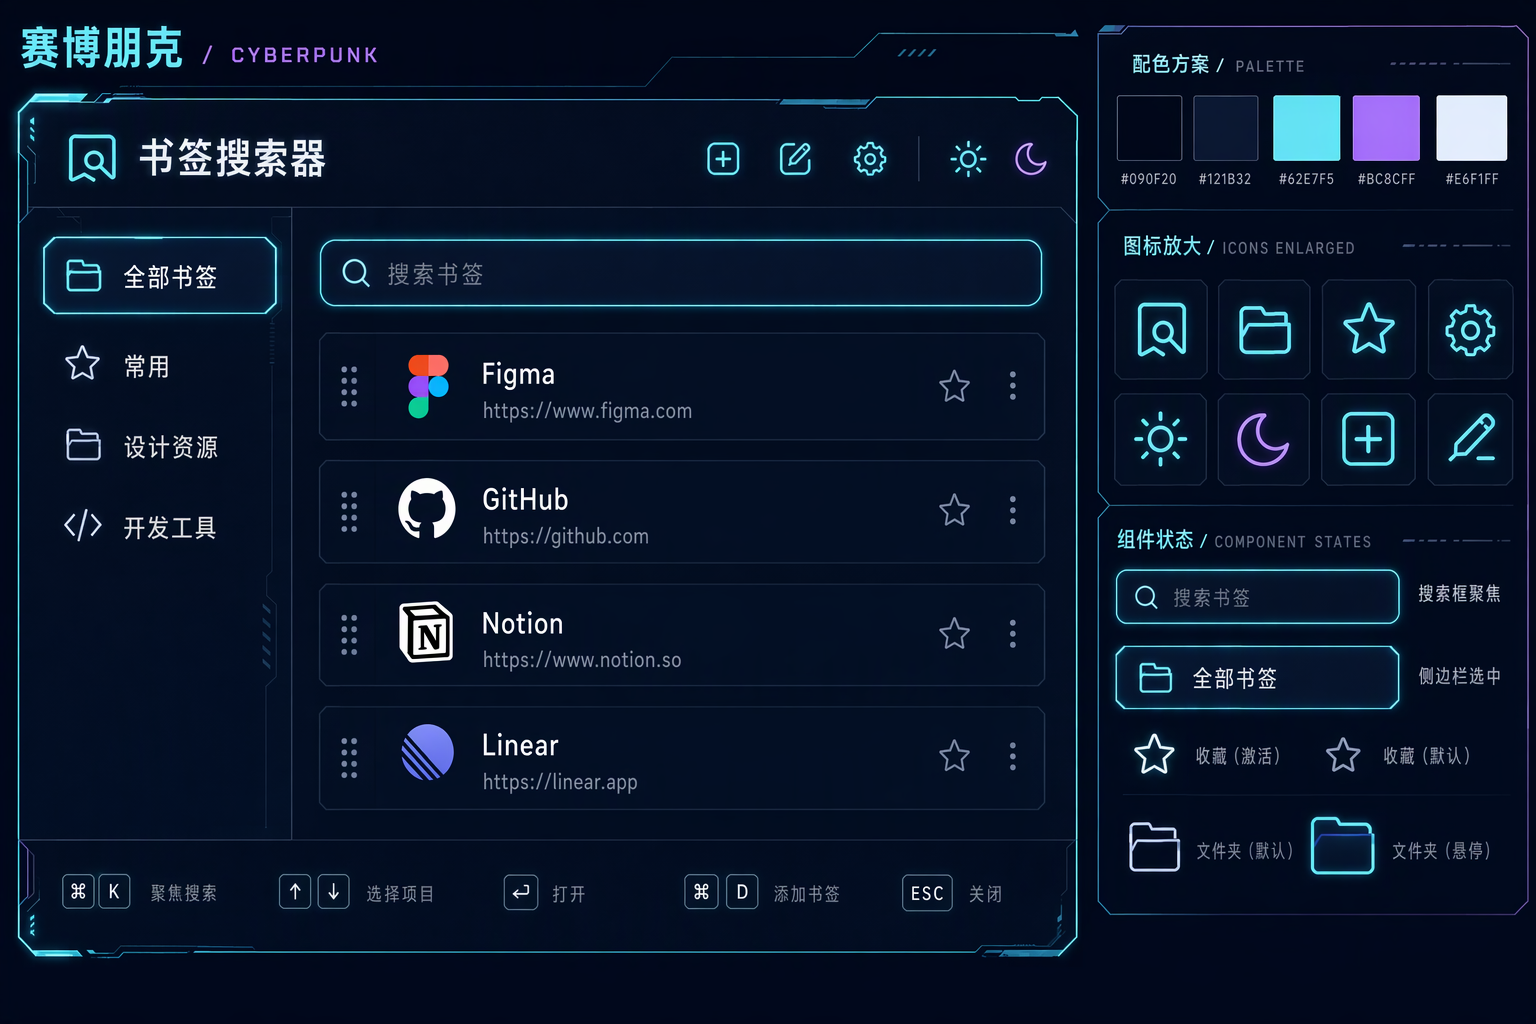 赛博朋克 / CYBERPUNK
书签搜索器
全部书签
常用
设计资源
开发工具
搜索书签
Figma
https://www.figma.com
GitHub
https://github.com
Notion
https://www.notion.so
Linear
https://linear.app
⌘ K 聚焦搜索 ↑ ↓ 选择项目 ↵ 打开 ⌘ D 添加书签 ESC 关闭
配色方案 / PALETTE
#090F20 #121B32 #62E7F5 #BC8CFF #E6F1FF
图标放大 / ICONS ENLARGED
组件状态 / COMPONENT STATES
搜索书签 搜索框聚焦
全部书签 侧边栏选中
收藏 (激活) 收藏 (默认)
文件夹 (默认) 文件夹 (悬停)